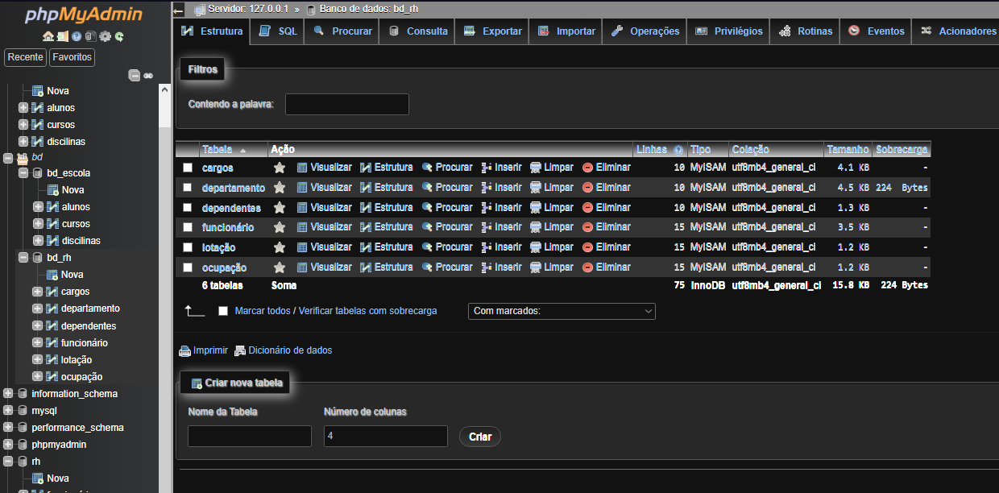 phpMyAdmin
Recente Favoritos
Nova
alunos
cursos
discilinas
bd
bd_escola
Nova
alunos
cursos
discilinas
bd_rh
Nova
cargos
departamento
dependentes
funcionário
lotação
ocupação
information_schema
mysql
performance_schema
phpmyadmin
rh
Nova
Servidor: 127.0.0.1 » Banco de dados: bd_rh
Estrutura SQL Procurar Consulta Exportar Importar Operações Privilégios Rotinas Eventos Acionadores
Filtros
Contendo a palavra:
Tabela Ação Linhas Tipo Colação Tamanho Sobrecarga
cargos Visualizar Estrutura Procurar Inserir Limpar Eliminar 10 MyISAM utf8mb4_general_ci 4.1 KB -
departamento Visualizar Estrutura Procurar Inserir Limpar Eliminar 10 MyISAM utf8mb4_general_ci 4.5 KB 224 Bytes
dependentes Visualizar Estrutura Procurar Inserir Limpar Eliminar 10 MyISAM utf8mb4_general_ci 1.3 KB -
funcionário Visualizar Estrutura Procurar Inserir Limpar Eliminar 15 MyISAM utf8mb4_general_ci 3.5 KB -
lotação Visualizar Estrutura Procurar Inserir Limpar Eliminar 15 MyISAM utf8mb4_general_ci 1.2 KB -
ocupação Visualizar Estrutura Procurar Inserir Limpar Eliminar 15 MyISAM utf8mb4_general_ci 1.2 KB -
6 tabelas Soma 75 InnoDB utf8mb4_general_ci 15.8 KB 224 Bytes
Marcar todos / Verificar tabelas com sobrecarga Com marcados:
Imprimir Dicionário de dados
Criar nova tabela
Nome da Tabela Número de colunas
4 Criar